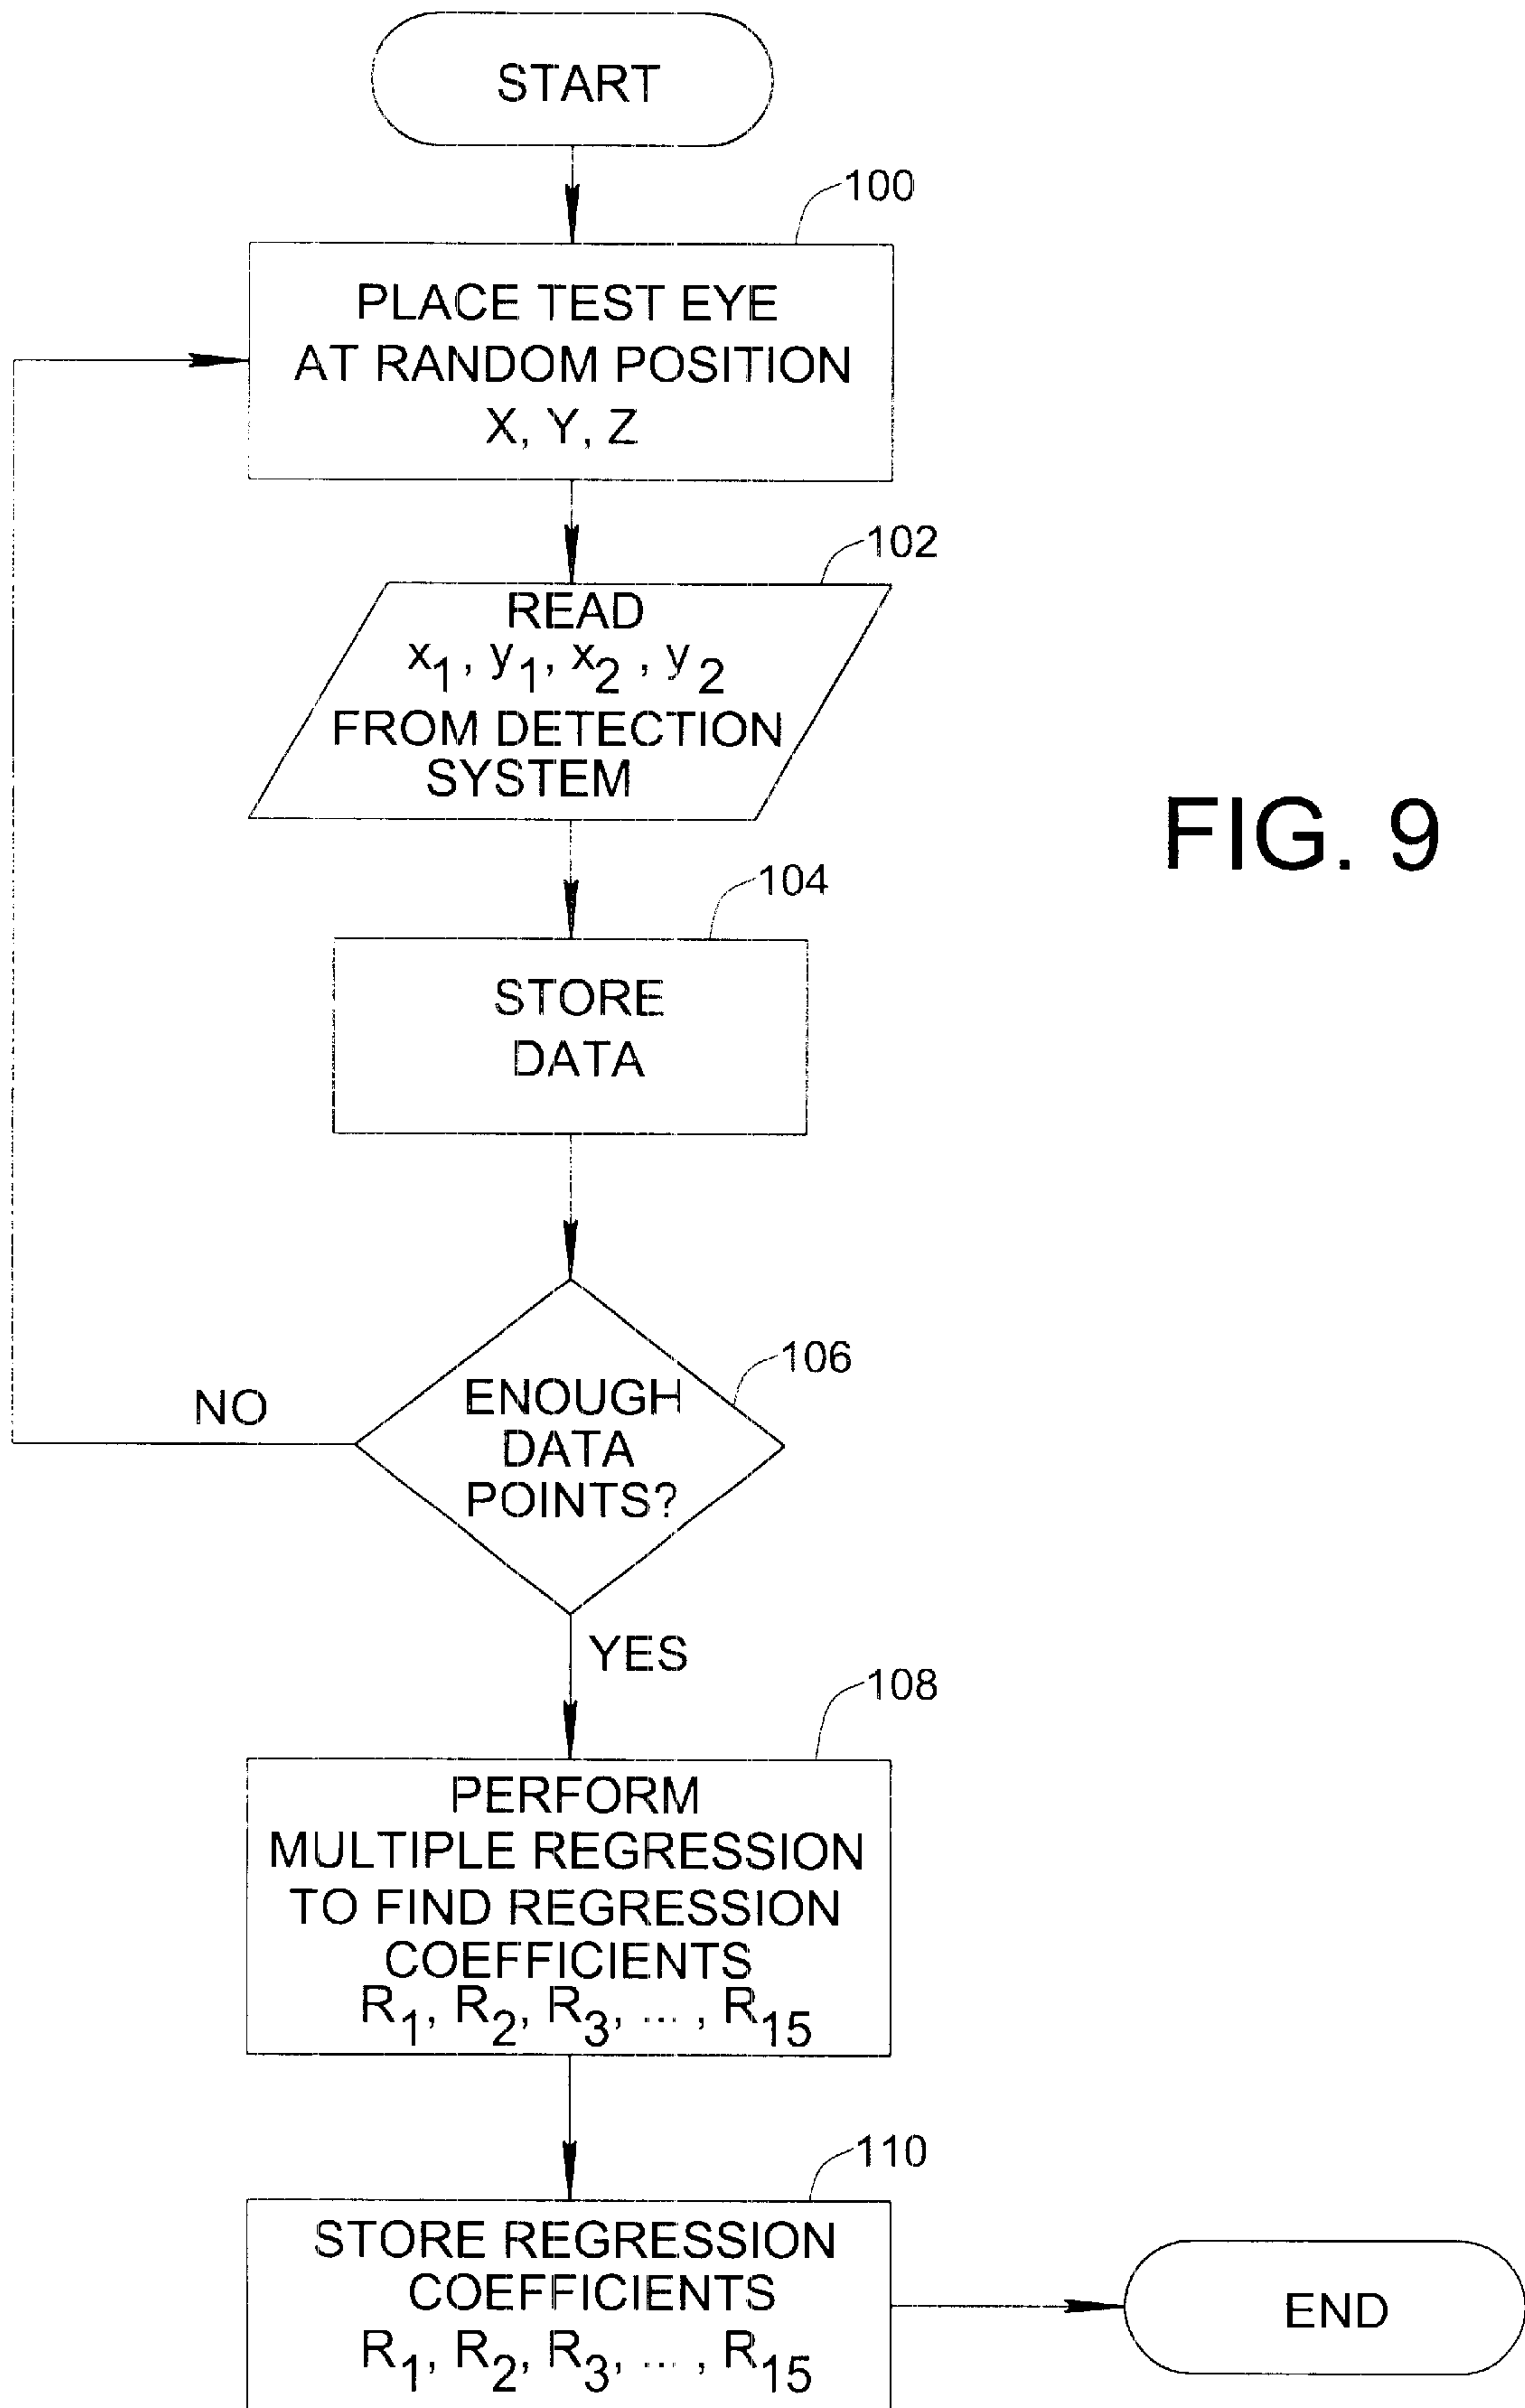 START
100
PLACE TEST EYE
AT RANDOM POSITION
X, Y, Z
102
READ
x₁, y₁, x₂, y₂
FROM DETECTION
SYSTEM
FIG. 9
104
STORE
DATA
106
ENOUGH
DATA
POINTS?
NO
YES
108
PERFORM
MULTIPLE REGRESSION
TO FIND REGRESSION
COEFFICIENTS
R₁, R₂, R₃, ... , R₁₅
110
STORE REGRESSION
COEFFICIENTS
R₁, R₂, R₃, ... , R₁₅
END